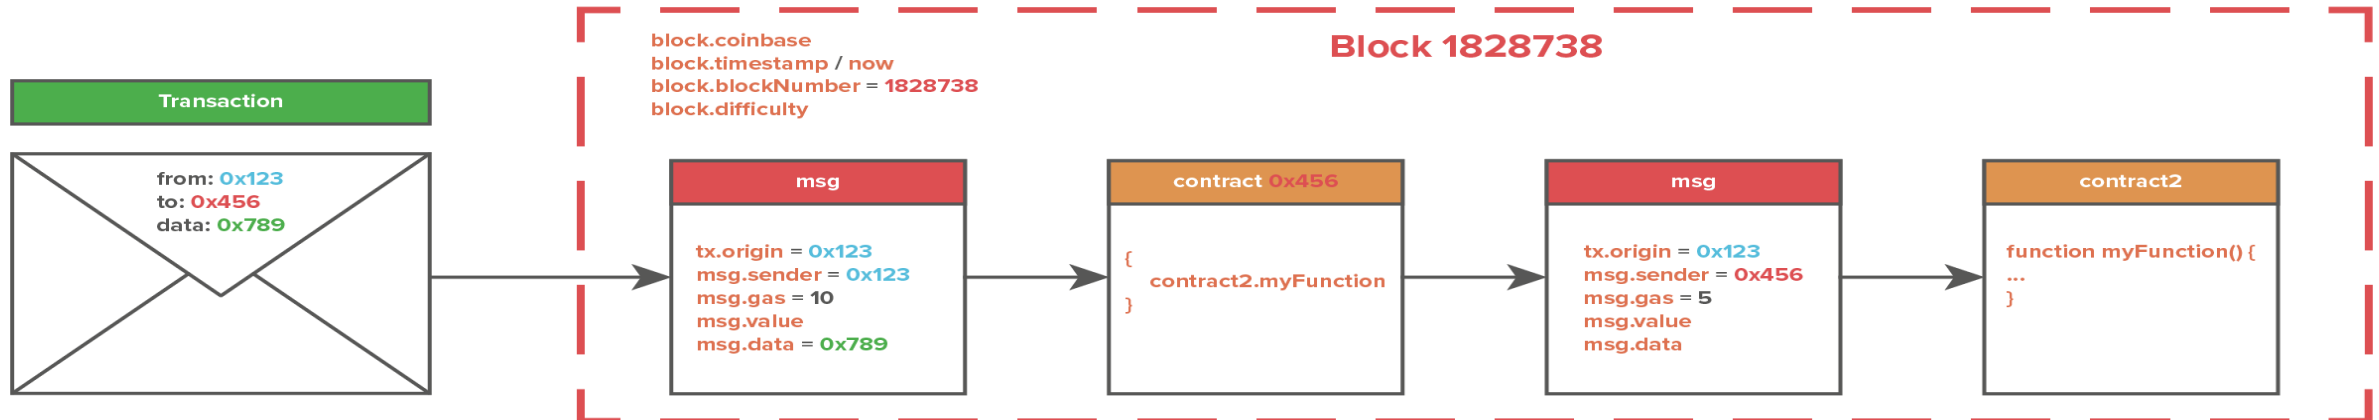 Transaction
from: 0x123
to: 0x456
data: 0x789
block.coinbase
block.timestamp / now
block.blockNumber = 1828738
block.difficulty
Block 1828738
msg
tx.origin = 0x123
msg.sender = 0x123
msg.gas = 10
msg.value
msg.data = 0x789
contract 0x456
{
contract2.myFunction
}
msg
tx.origin = 0x123
msg.sender = 0x456
msg.gas = 5
msg.value
msg.data
contract2
function myFunction() {
...
}